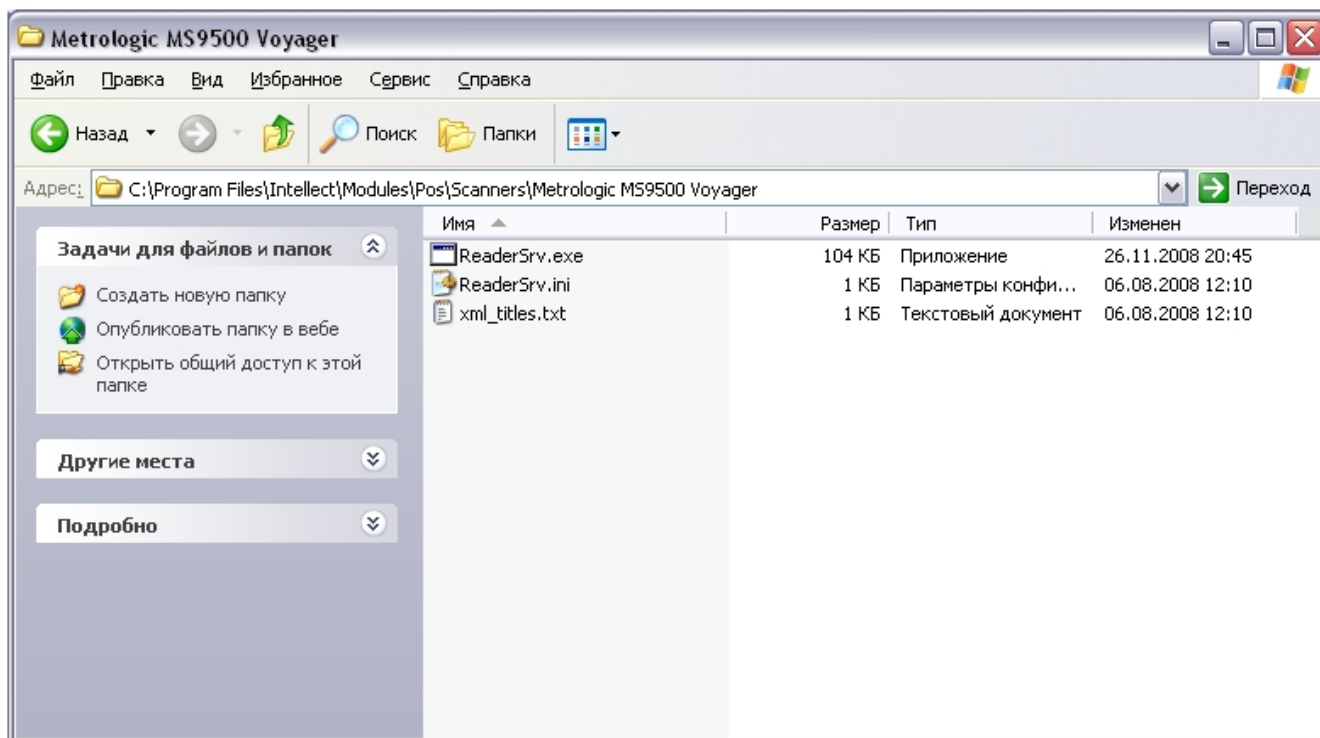 Metrologic MS9500 Voyager
Файл Правка Вид Избранное Сервис Справка
Назад Поиск Папки
Адрес: C:\Program Files\Intellect\Modules\Pos\Scanners\Metrologic MS9500 Voyager Переход
Имя Размер Тип Изменен
Задачи для файлов и папок
Создать новую папку
Опубликовать папку в вебе
Открыть общий доступ к этой
папке
Другие места
Подробно
ReaderSrv.exe 104 КБ Приложение 26.11.2008 20:45
ReaderSrv.ini 1 КБ Параметры конфи... 06.08.2008 12:10
xml_titles.txt 1 КБ Текстовый документ 06.08.2008 12:10